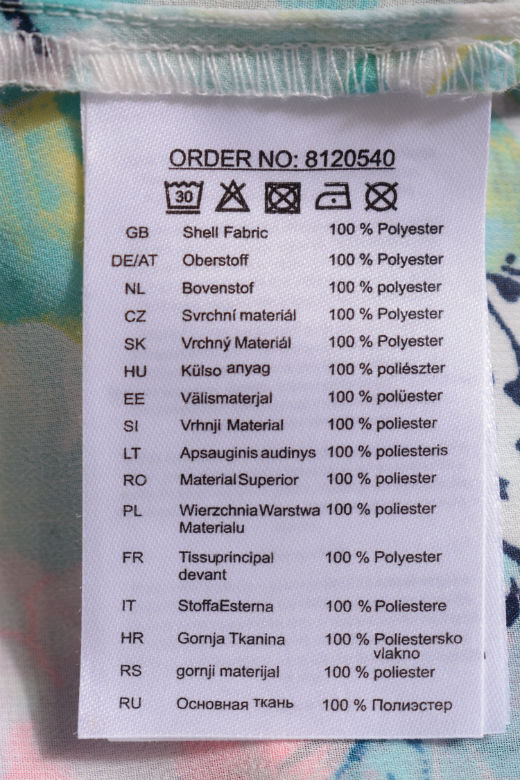 ORDER NO: 8120540
30
GB Shell Fabric 100 % Polyester
DE/AT Oberstoff 100 % Polyester
NL Bovenstof 100 % polyester
CZ Svrchní materiál 100 % Polyester
SK Vrchný Materiál 100 % Polyester
HU Külso anyag 100 % poliészter
EE Välismaterjal 100 % polüester
SI Vrhnji Material 100 % poliester
LT Apsauginis audinys 100 % poliesteris
RO Material Superior 100 % poliester
PL Wierzchnia Warstwa 100 % poliester
Materialu
FR Tissuprincipal 100 % Polyester
devant
IT StoffaEsterna 100 % Poliestere
HR Gornja Tkanina 100 % Poliestersko
vlakno
RS gornji materijal 100 % poliester
RU Основная ткань 100 % Полиэстер